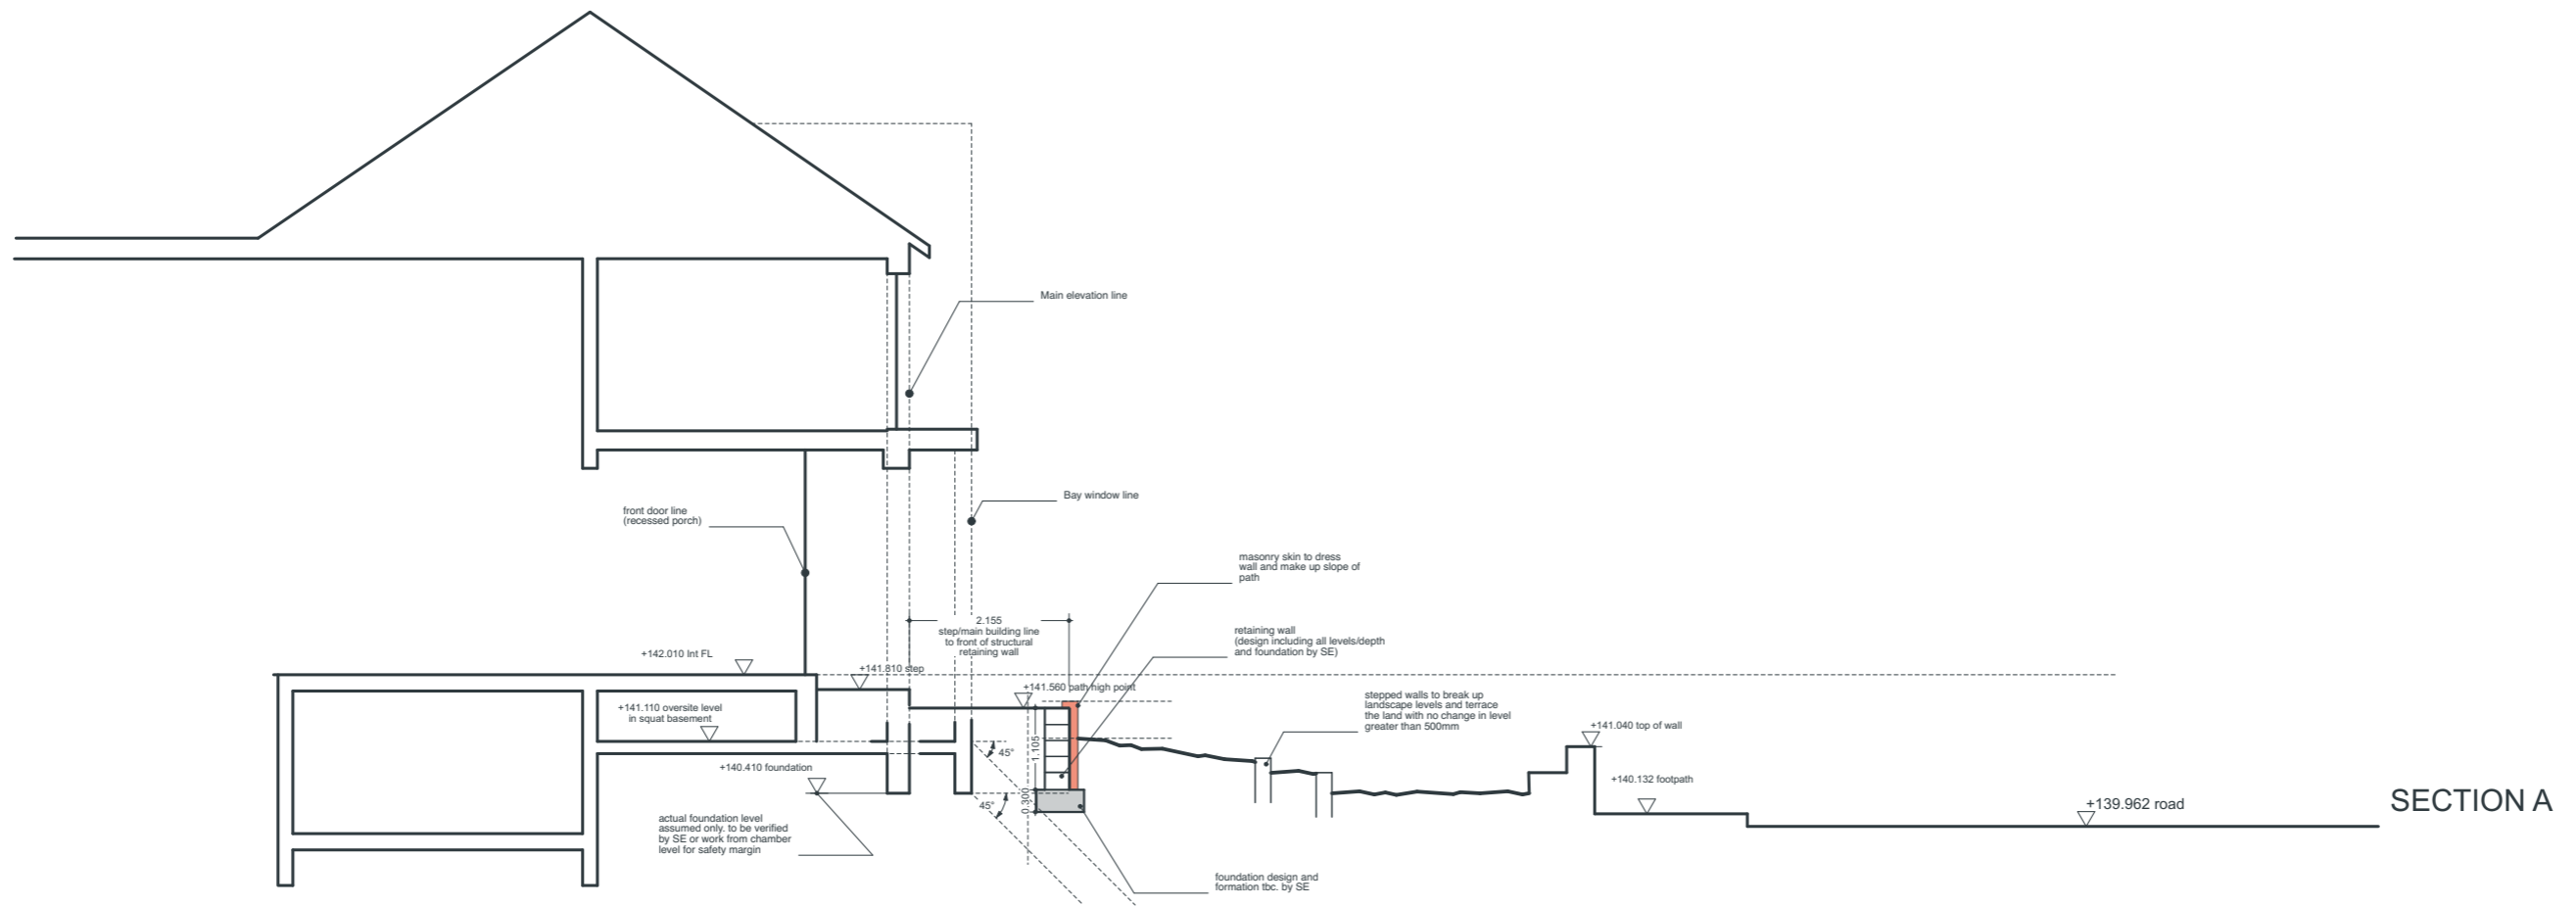 Main elevation line
Bay window line
front door line
(recessed porch)
masonry skin to dress
wall and make up slope of
path
2.155
step/main building line
to front of structural
retaining wall
retaining wall
(design including all levels/depth
and foundation by SE)
+142.010 Int FL
+141.810 step
+141.560 path high point
stepped walls to break up
landscape levels and terrace
the land with no change in level
greater than 500mm
+141.110 oversite level
in squat basement
+141.040 top of wall
45°
1.105
+140.410 foundation
+140.132 footpath
45°
0.300
+139.962 road
SECTION A
actual foundation level
assumed only. to be verified
by SE or work from chamber
level for safety margin
foundation design and
formation tbc. by SE